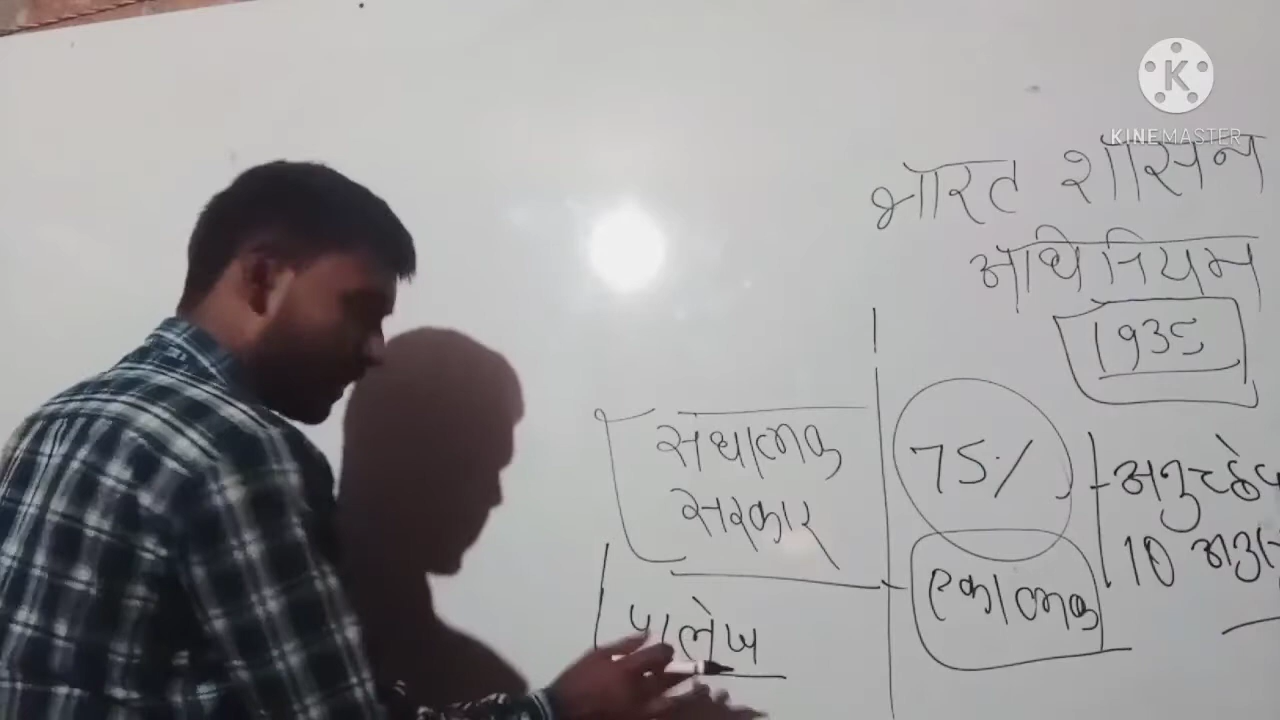 KINEMASTER
भारत शासन
अधिनियम
1935
संघात्मक
सरकार
75%
अनुच्छेद
10
एकात्मक